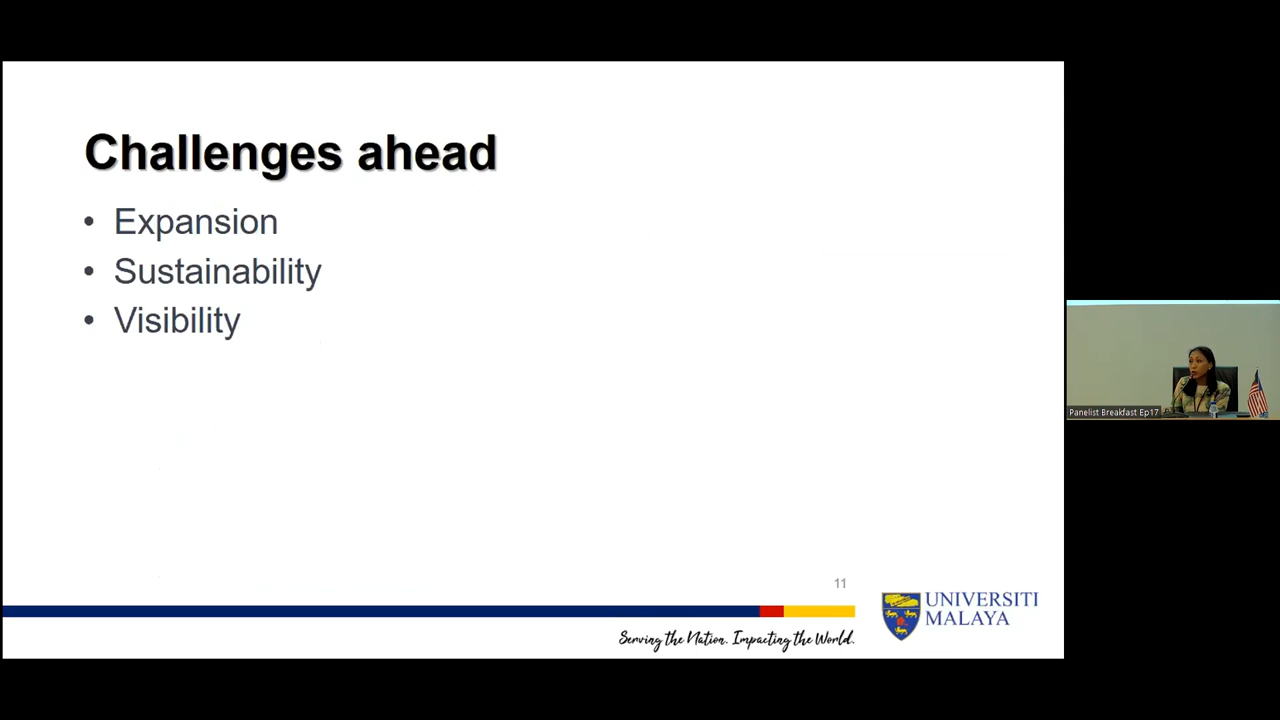 Challenges ahead
• Expansion
• Sustainability
• Visibility
Panelist Breakfast Ep17
11
UNIVERSITI
MALAYA
Serving the Nation. Impacting the World.